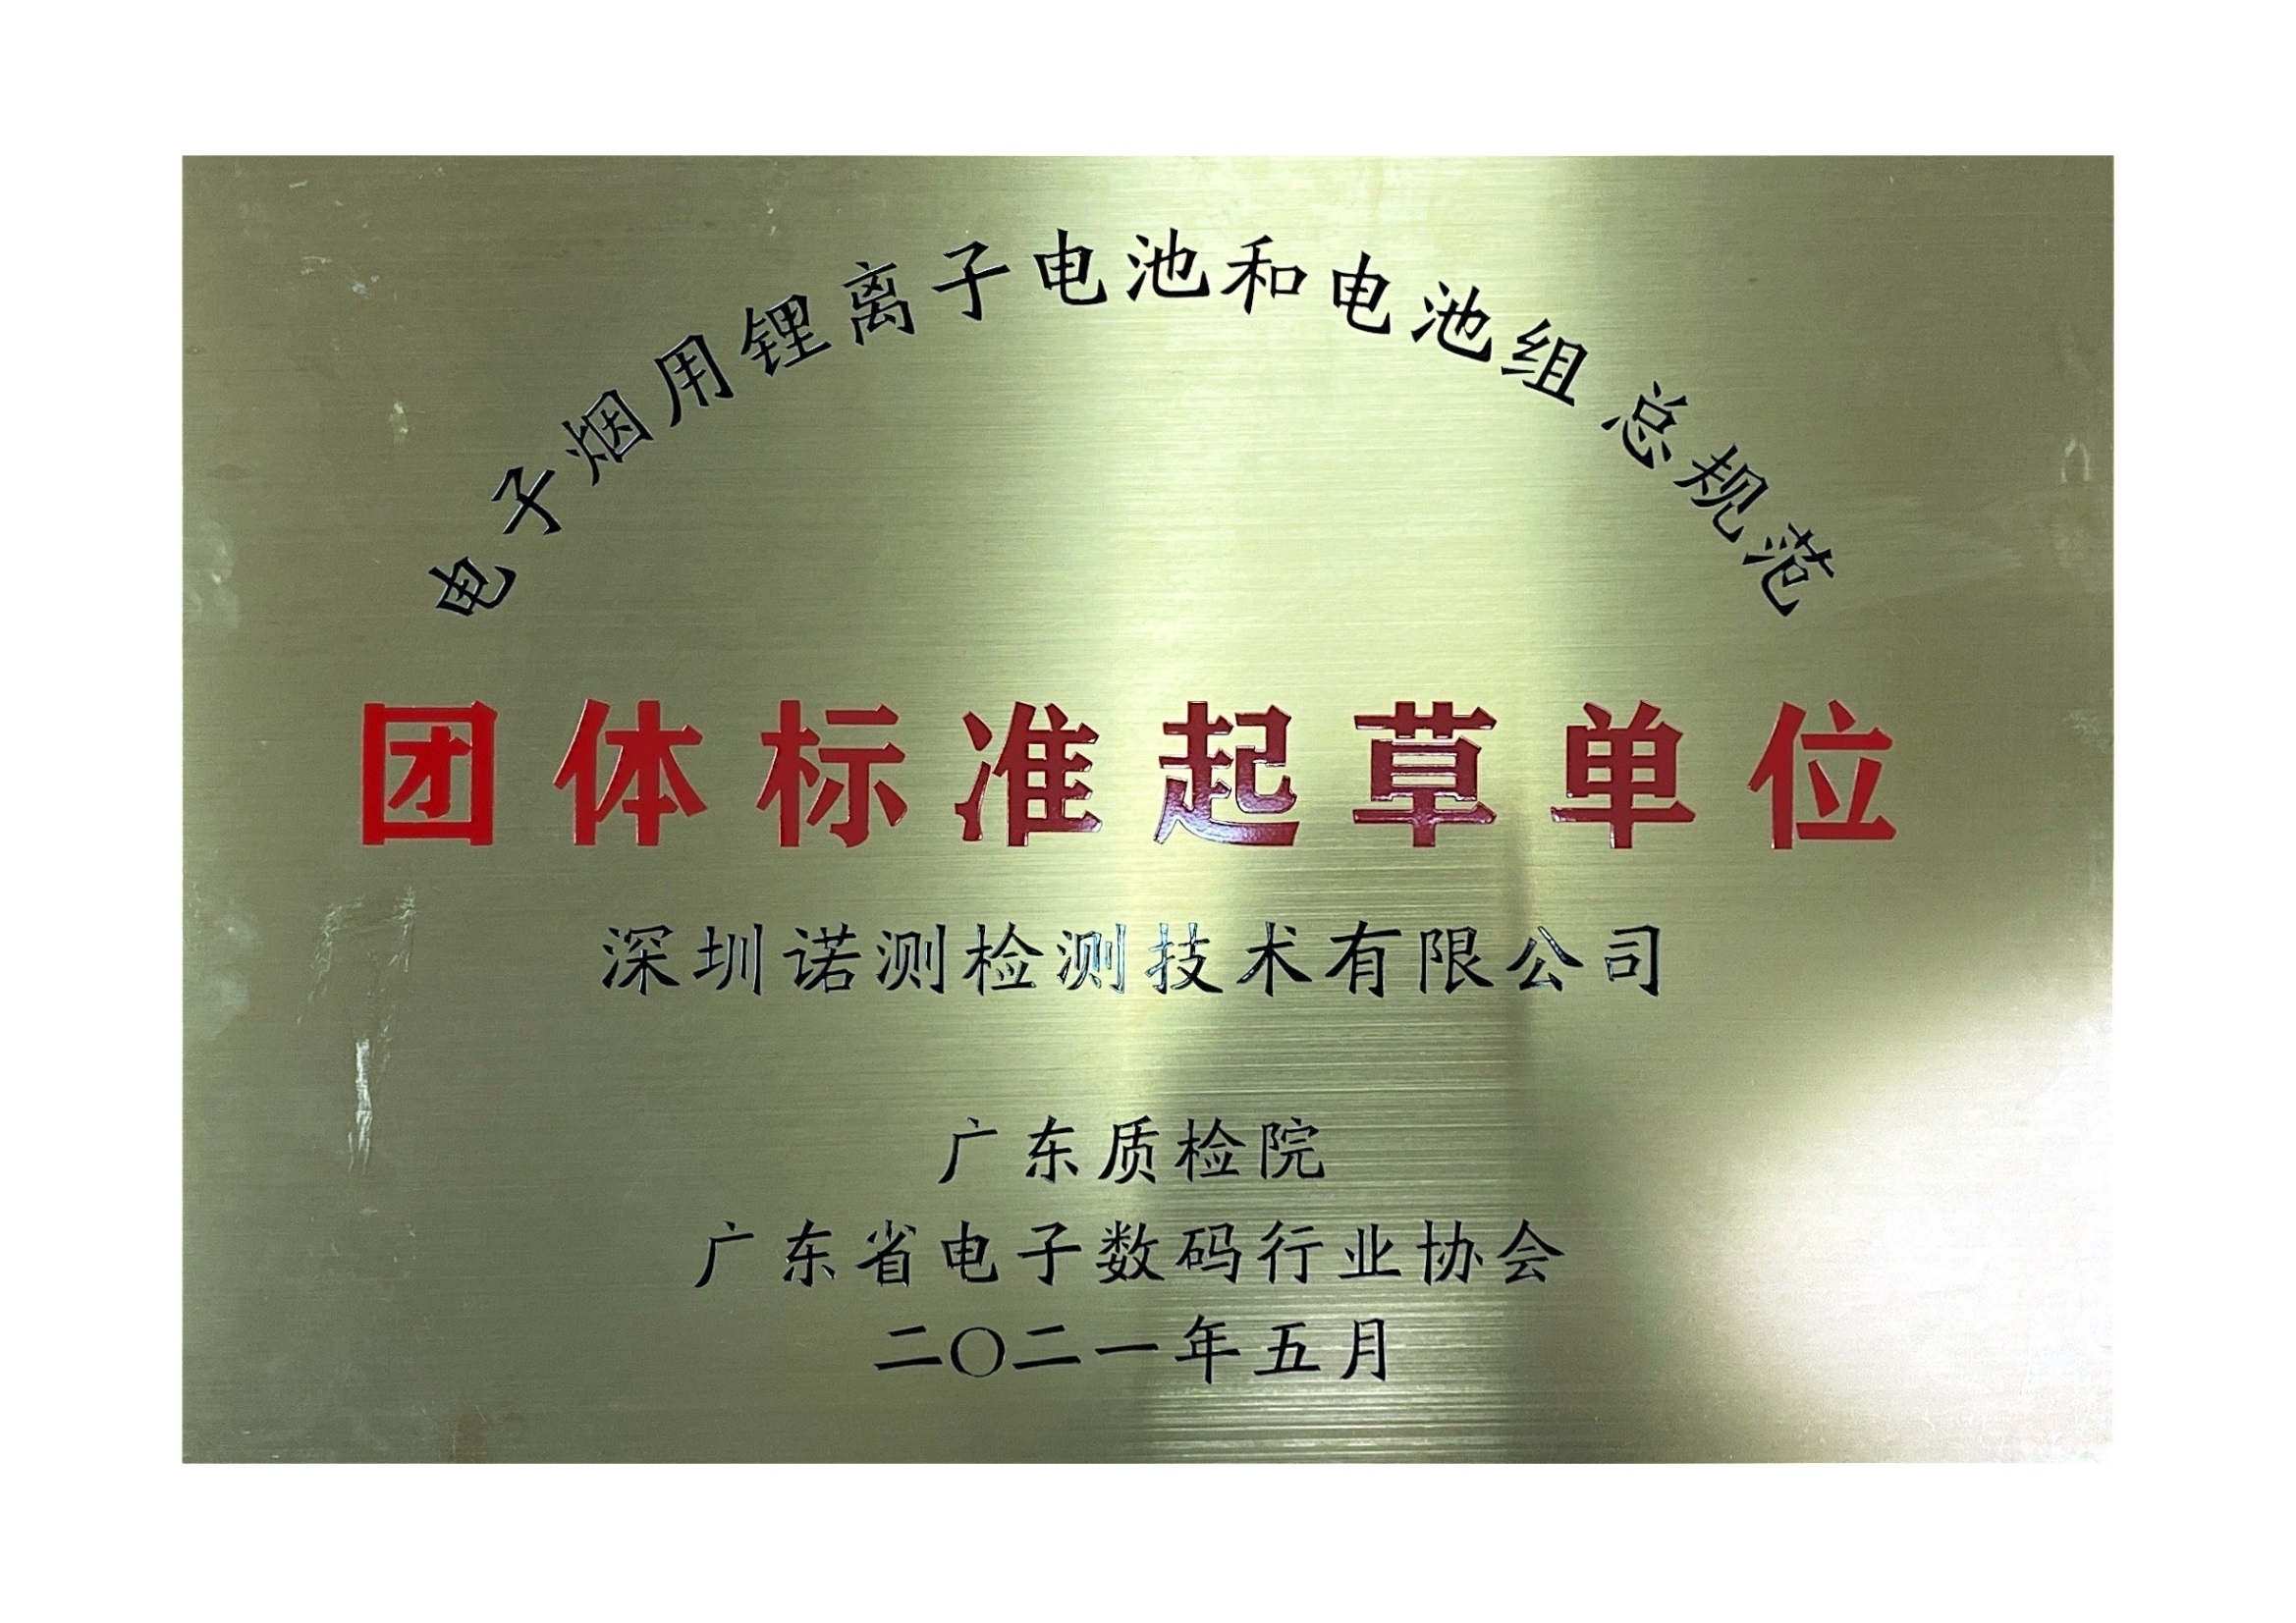 电子烟用锂离子电池和电池组 总规范
团体标准起草单位
深圳诺测检测技术有限公司
广东质检院
广东省电子数码行业协会
二〇二一年五月